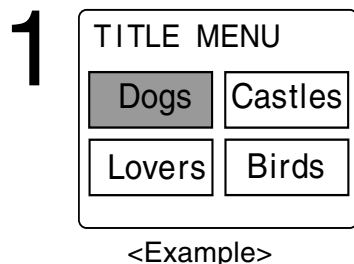 1
TITLE MENU
Dogs Castles
Lovers Birds
<Example>